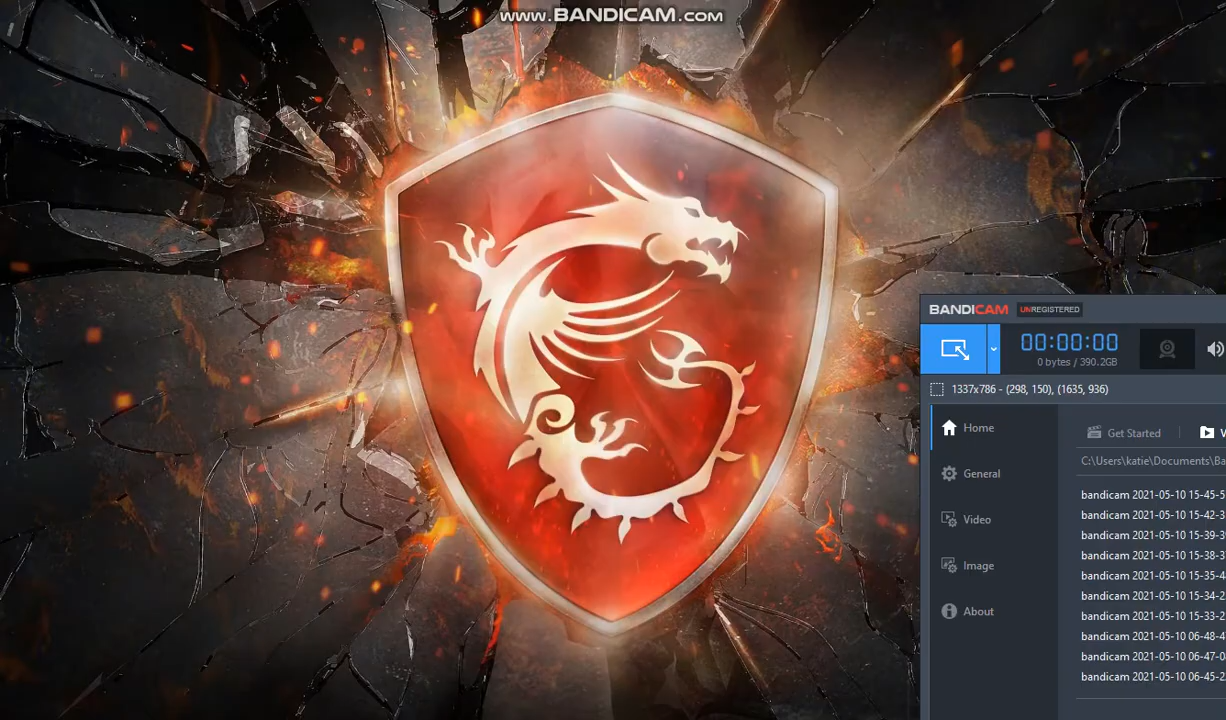 www.BANDICAM.com
BANDICAM UNREGISTERED
00:00:00
0 bytes / 390.2GB
1337x786 - (298, 150), (1635, 936)
Home
Get Started
V
C:\Users\katie\Documents\Ba
General
bandicam 2021-05-10 15-45-5
bandicam 2021-05-10 15-42-3
Video
bandicam 2021-05-10 15-39-3
bandicam 2021-05-10 15-38-3
Image
bandicam 2021-05-10 15-35-4
bandicam 2021-05-10 15-34-2
About
bandicam 2021-05-10 15-33-2
bandicam 2021-05-10 06-48-4
bandicam 2021-05-10 06-47-0
bandicam 2021-05-10 06-45-2